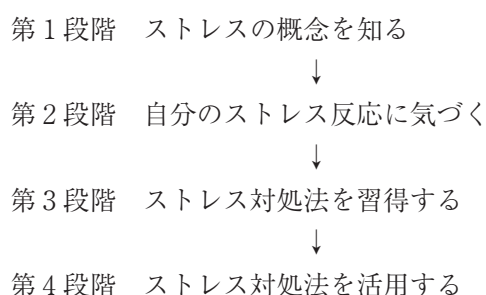 第1段階　ストレスの概念を知る
↓
第2段階　自分のストレス反応に気づく
↓
第3段階　ストレス対処法を習得する
↓
第4段階　ストレス対処法を活用する